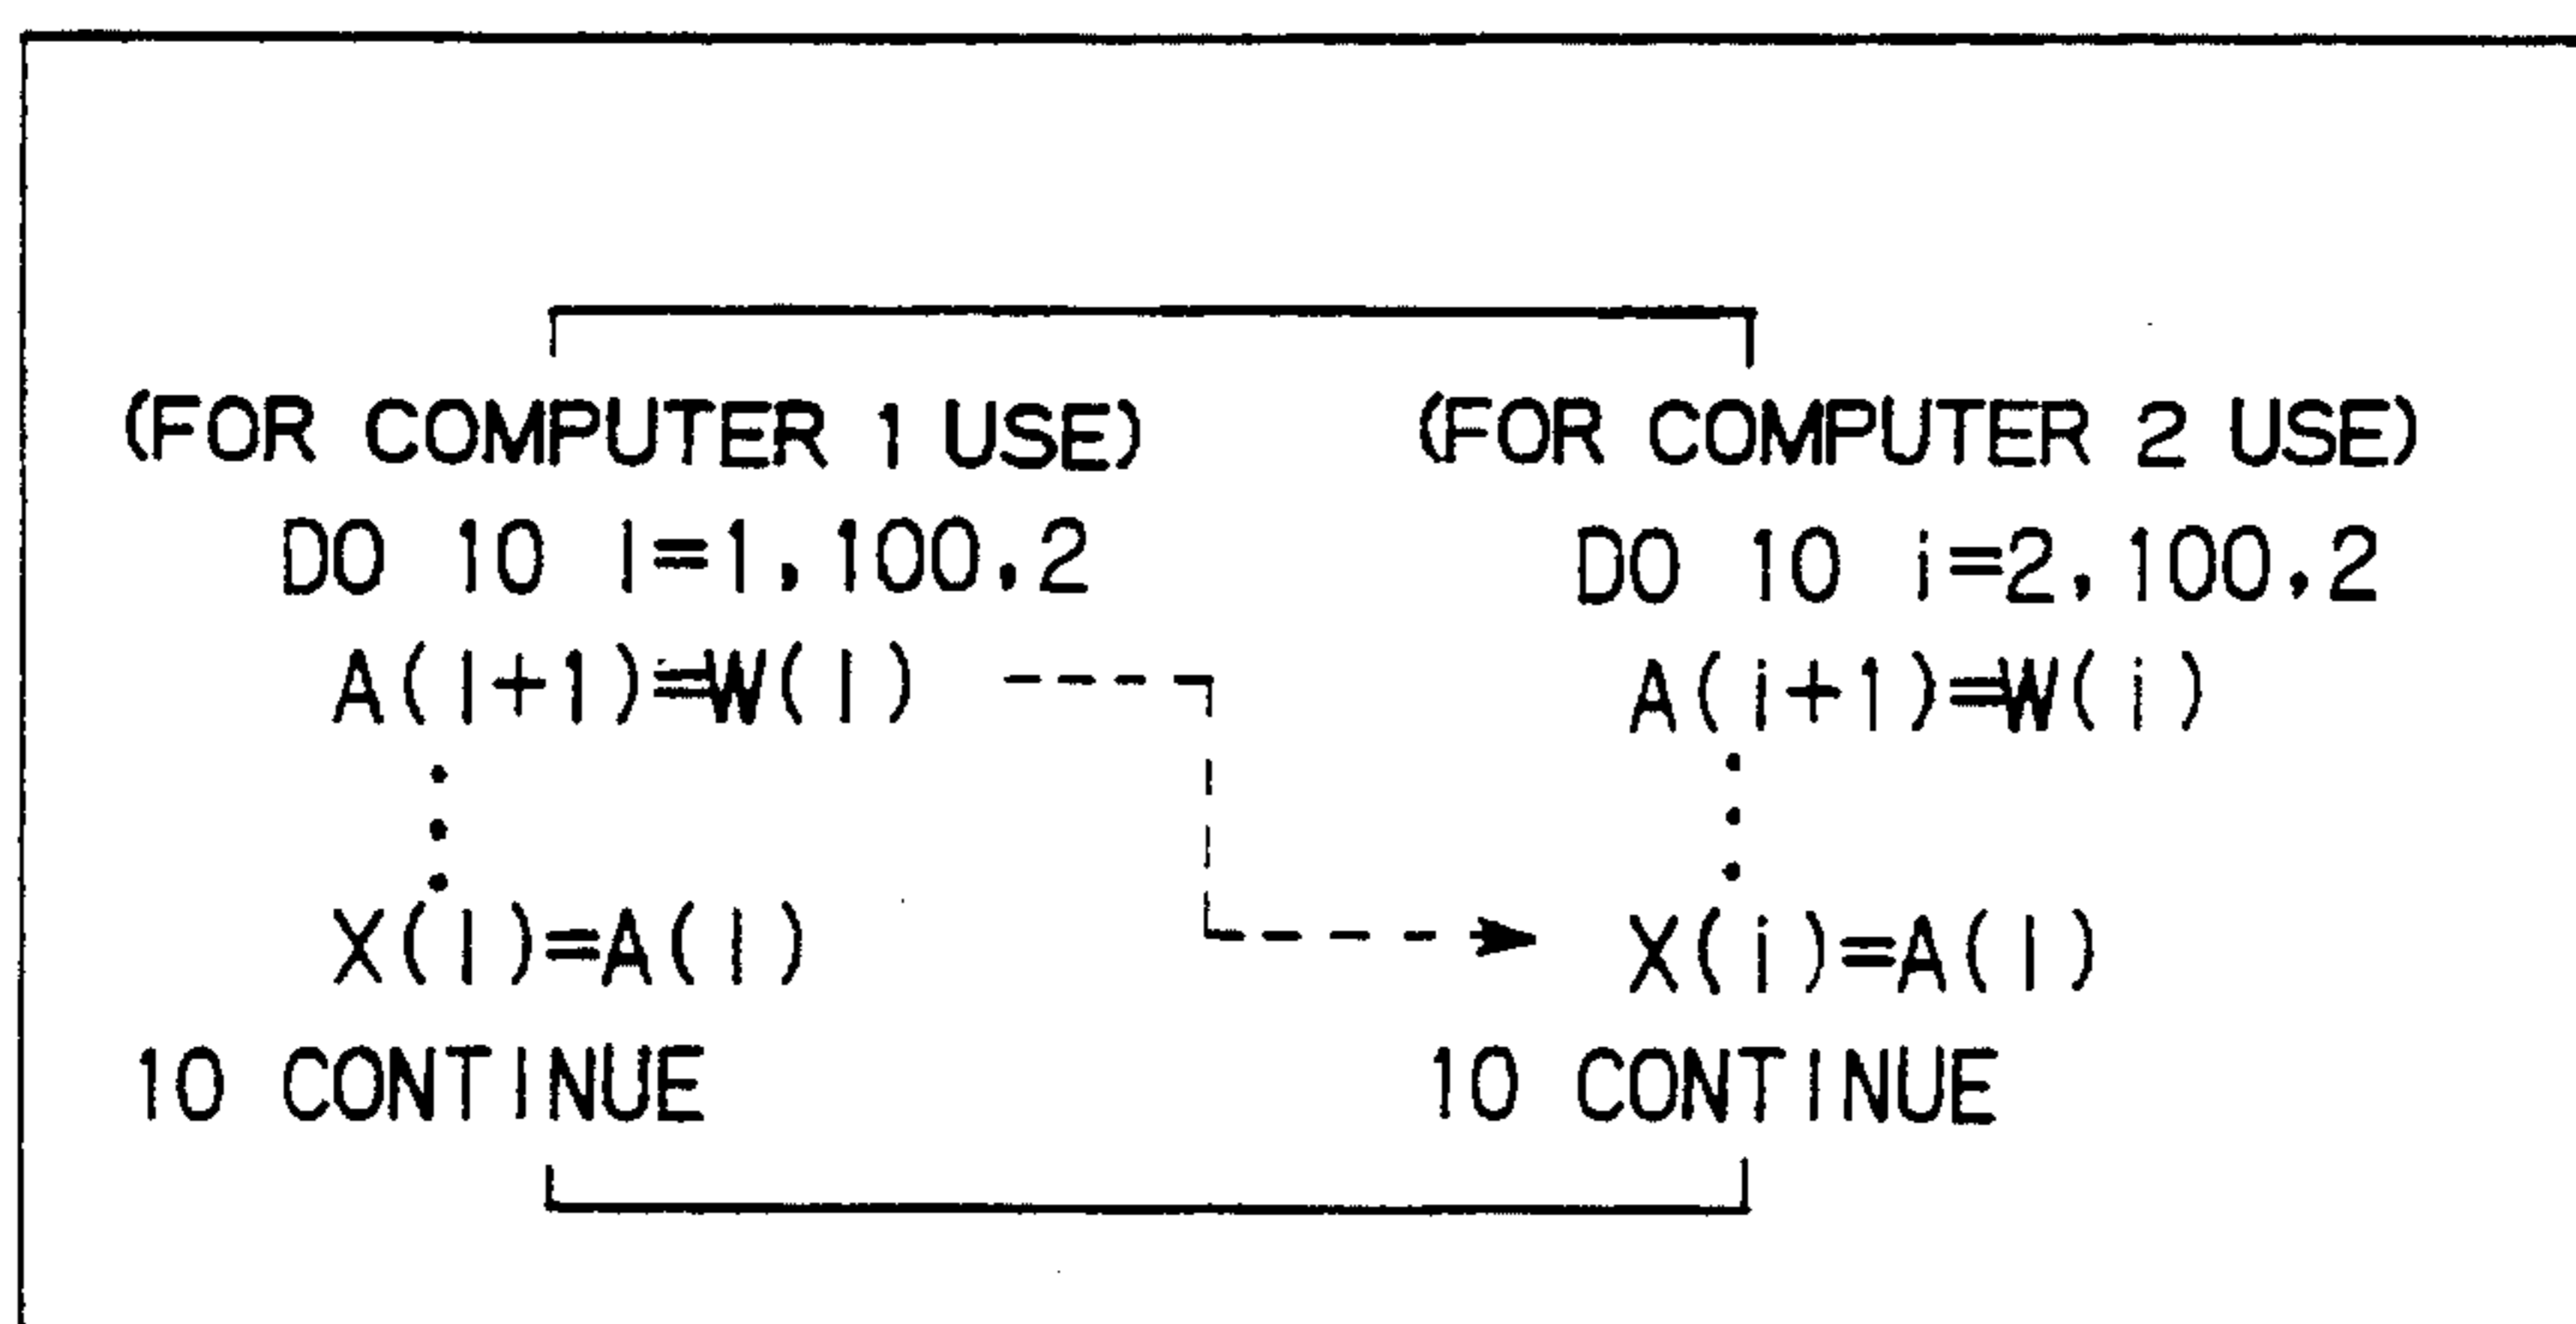 (FOR COMPUTER 1 USE)
DO 10 I=1,100,2
A(I+1)=W(I)
X(I)=A(I)
10 CONTINUE
(FOR COMPUTER 2 USE)
DO 10 i=2,100,2
A(i+1)=W(i)
X(i)=A(I)
10 CONTINUE